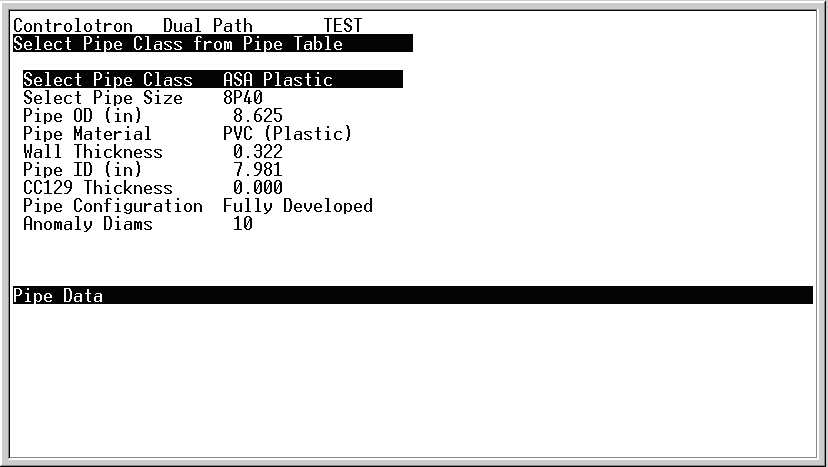 Controlotron Dual Path TEST
Select Pipe Class from Pipe Table
Select Pipe Class ASA Plastic
Select Pipe Size 8P40
Pipe OD (in) 8.625
Pipe Material PVC (Plastic)
Wall Thickness 0.322
Pipe ID (in) 7.981
CC129 Thickness 0.000
Pipe Configuration Fully Developed
Anomaly Diams 10
Pipe Data